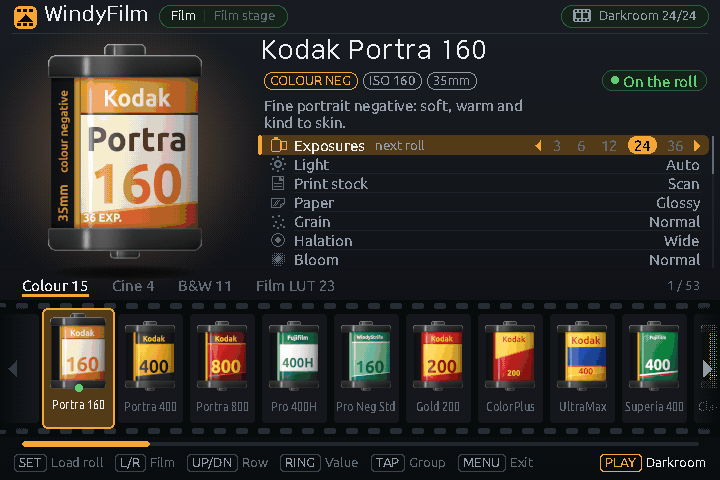 WindyFilm
Film | Film stage
Darkroom 24/24
35mm colour negative
Kodak
Portra
160
36 EXP.
Kodak Portra 160
COLOUR NEG ISO 160 35mm
On the roll
Fine portrait negative: soft, warm and
kind to skin.
Exposures next roll 3 6 12 24 36
Light Auto
Print stock Scan
Paper Glossy
Grain Normal
Halation Wide
Bloom Normal
Colour 15 Cine 4 B&W 11 Film LUT 23 1 / 53
Kodak 160 Portra 160
Kodak 400 Portra 400
Kodak 800 Portra 800
Fujifilm 400H Pro 400H
160 Pro Neg Std
Kodak 200 Gold 200
Kodak 200 ColorPlus
Kodak 400 UltraMax
Fujifilm 400 Superia 400
SET Load roll L/R Film UP/DN Row RING Value TAP Group MENU Exit PLAY Darkroom